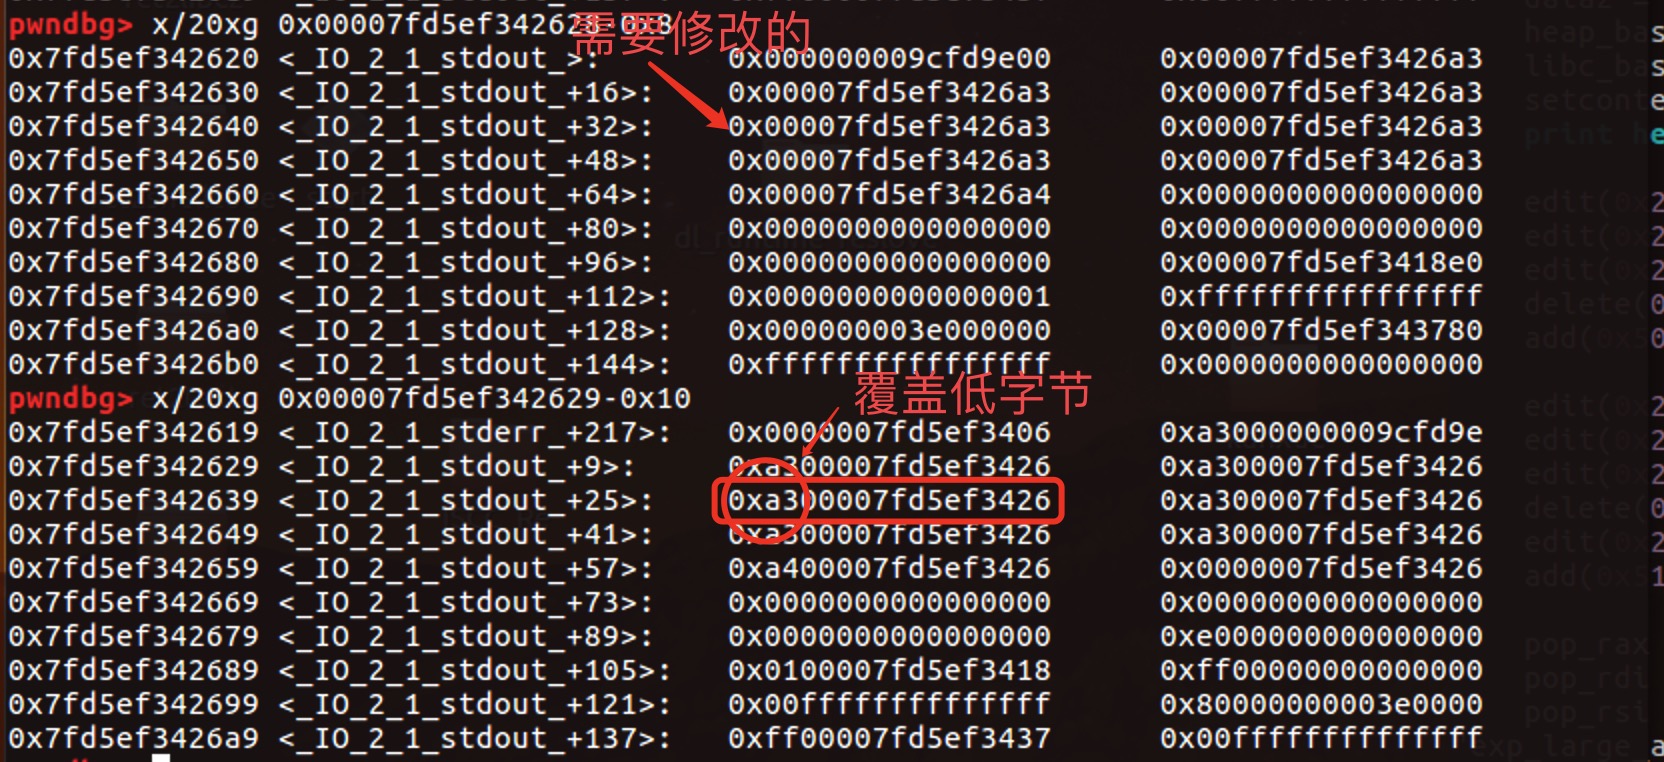 pwndbg> x/20xg 0x00007fd5ef342628-0x8
需要修改的
0x7fd5ef342620 <_IO_2_1_stdout_>: 0x000000009cfd9e00 0x00007fd5ef3426a3
0x7fd5ef342630 <_IO_2_1_stdout_+16>: 0x00007fd5ef3426a3 0x00007fd5ef3426a3
0x7fd5ef342640 <_IO_2_1_stdout_+32>: 0x00007fd5ef3426a3 0x00007fd5ef3426a3
0x7fd5ef342650 <_IO_2_1_stdout_+48>: 0x00007fd5ef3426a3 0x00007fd5ef3426a3
0x7fd5ef342660 <_IO_2_1_stdout_+64>: 0x00007fd5ef3426a4 0x0000000000000000
0x7fd5ef342670 <_IO_2_1_stdout_+80>: 0x0000000000000000 0x0000000000000000
0x7fd5ef342680 <_IO_2_1_stdout_+96>: 0x0000000000000000 0x00007fd5ef3418e0
0x7fd5ef342690 <_IO_2_1_stdout_+112>: 0x0000000000000001 0xffffffffffffffff
0x7fd5ef3426a0 <_IO_2_1_stdout_+128>: 0x000000003e000000 0x00007fd5ef343780
0x7fd5ef3426b0 <_IO_2_1_stdout_+144>: 0xffffffffffffffff 0x0000000000000000
pwndbg> x/20xg 0x00007fd5ef342629-0x10
覆盖低字节
0x7fd5ef342619 <_IO_2_1_stderr_+217>: 0x0000007fd5ef3406 0xa3000000009cfd9e
0x7fd5ef342629 <_IO_2_1_stdout_+9>: 0xa300007fd5ef3426 0xa300007fd5ef3426
0x7fd5ef342639 <_IO_2_1_stdout_+25>: 0xa300007fd5ef3426 0xa300007fd5ef3426
0x7fd5ef342649 <_IO_2_1_stdout_+41>: 0xa300007fd5ef3426 0xa300007fd5ef3426
0x7fd5ef342659 <_IO_2_1_stdout_+57>: 0xa400007fd5ef3426 0x0000007fd5ef3426
0x7fd5ef342669 <_IO_2_1_stdout_+73>: 0x0000000000000000 0x0000000000000000
0x7fd5ef342679 <_IO_2_1_stdout_+89>: 0x0000000000000000 0xe000000000000000
0x7fd5ef342689 <_IO_2_1_stdout_+105>: 0x0100007fd5ef3418 0xff00000000000000
0x7fd5ef342699 <_IO_2_1_stdout_+121>: 0x00ffffffffffffff 0x80000000003e0000
0x7fd5ef3426a9 <_IO_2_1_stdout_+137>: 0xff00007fd5ef3437 0x00ffffffffffffff